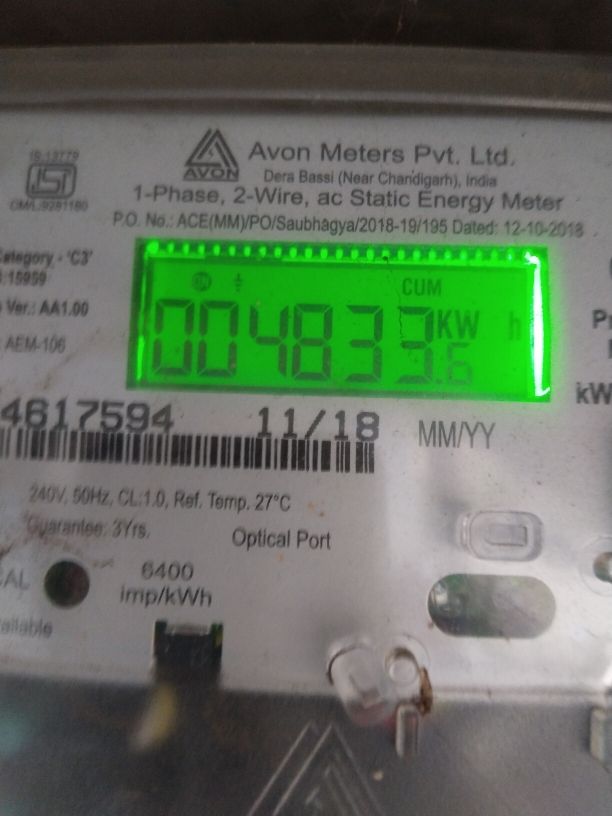 IS:13779
CM/L:9281180
AVON
Avon Meters Pvt. Ltd.
Dera Bassi (Near Chandigarh), India
1-Phase, 2-Wire, ac Static Energy Meter
P.O. No.: ACE(MM)/PO/Saubhagya/2018-19/195 Dated: 12-10-2018
Category - 'C3'
15959
Ver.: AA1.00
AEM-106
CUM
004833.6 KW h
4617594 11/18 MM/YY
240V, 50Hz, CL:1.0, Ref. Temp. 27°C
Guarantee: 3Yrs.
Optical Port
CAL
6400
imp/kWh